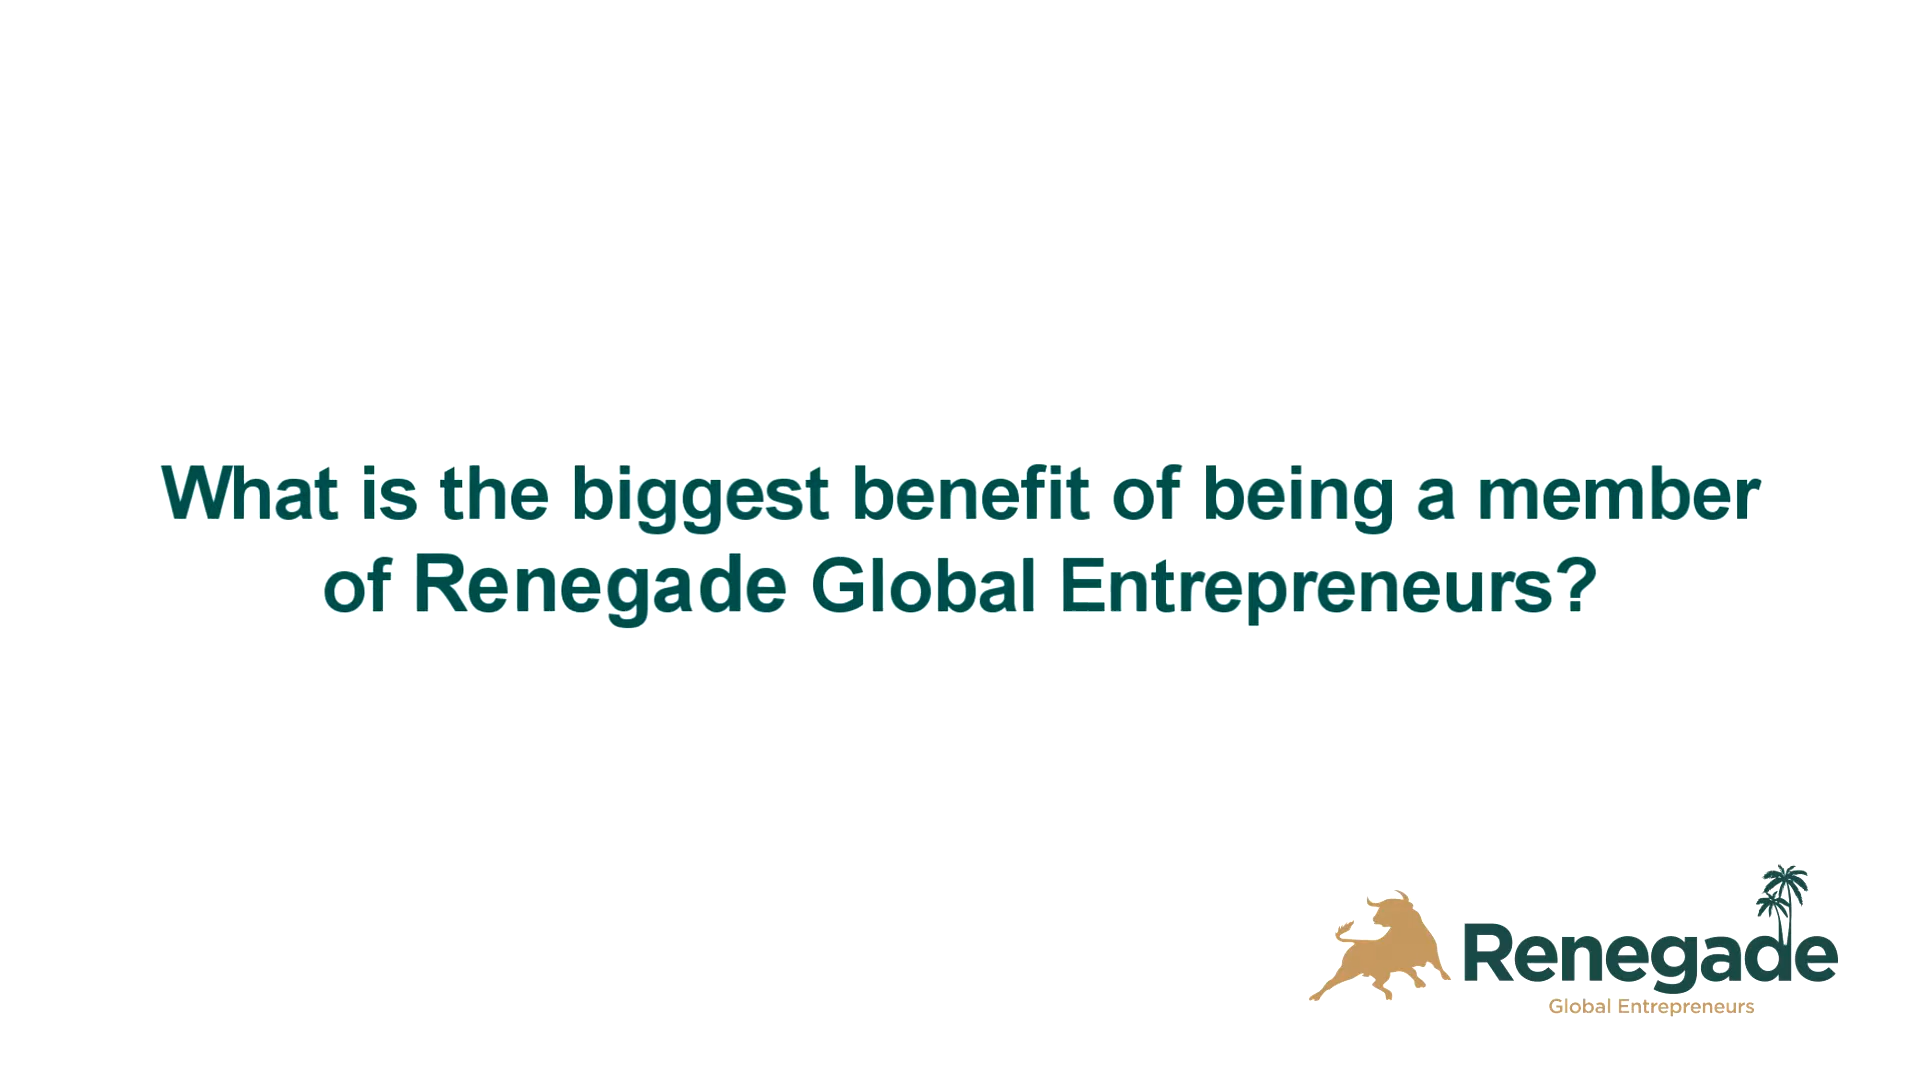 What is the biggest benefit of being a member
of Renegade Global Entrepreneurs?
Renegade
Global Entrepreneurs